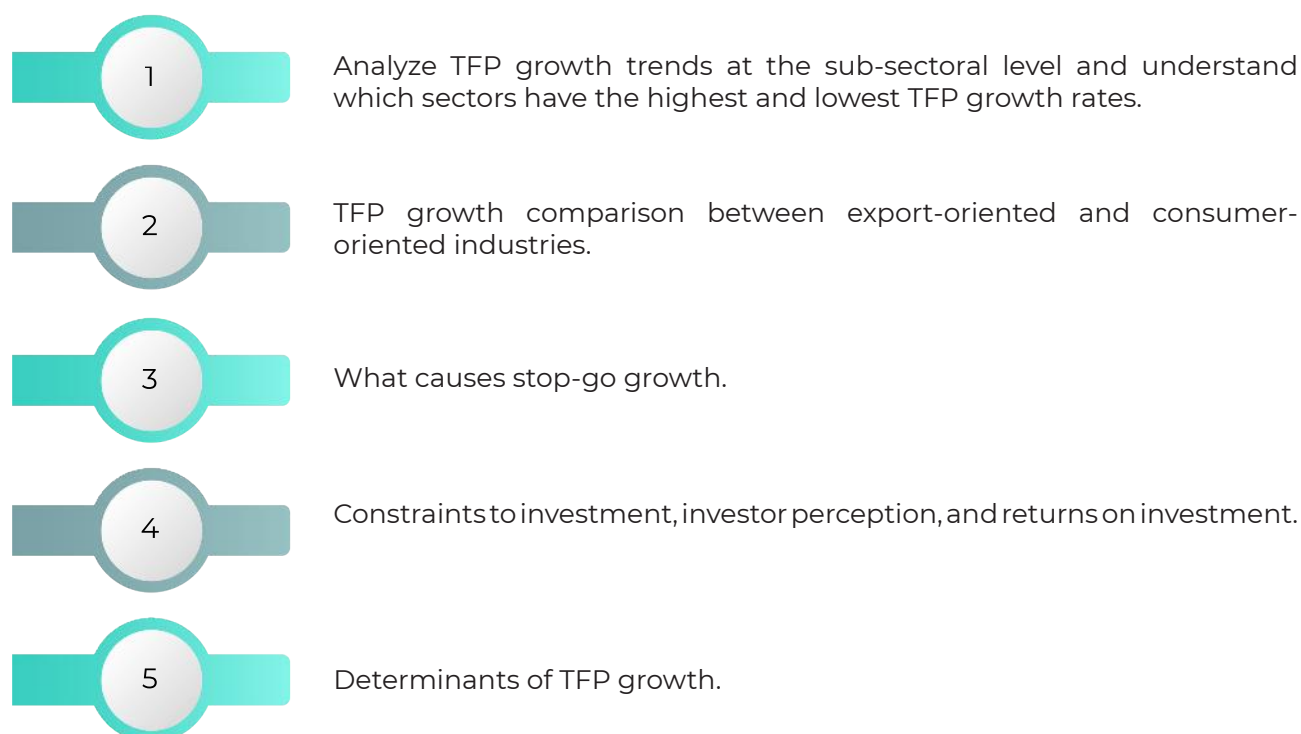 1
Analyze TFP growth trends at the sub-sectoral level and understand
which sectors have the highest and lowest TFP growth rates.
2
TFP growth comparison between export-oriented and consumer-
oriented industries.
3
What causes stop-go growth.
4
Constraints to investment, investor perception, and returns on investment.
5
Determinants of TFP growth.